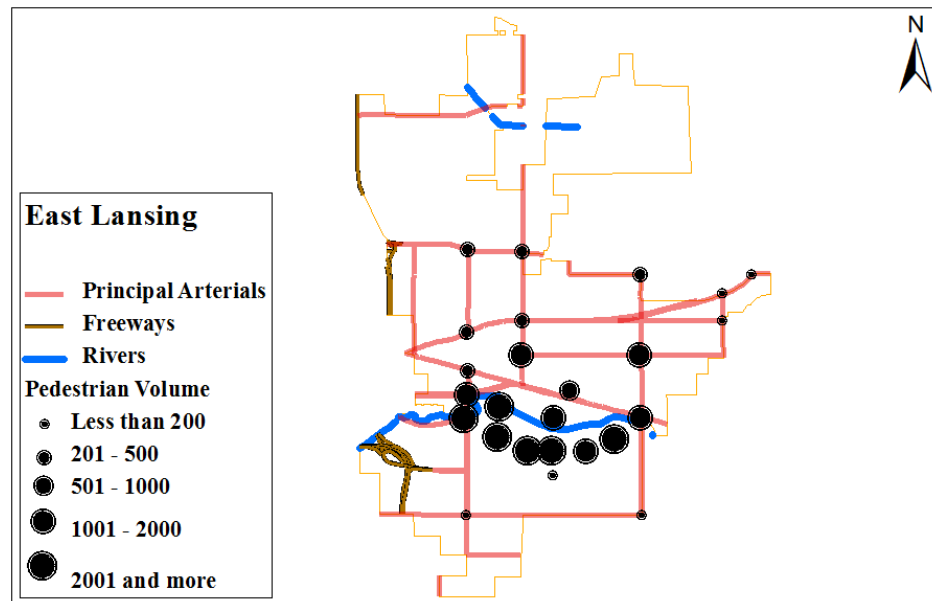 N
East Lansing
Principal Arterials
Freeways
Rivers
Pedestrian Volume
Less than 200
201 - 500
501 - 1000
1001 - 2000
2001 and more